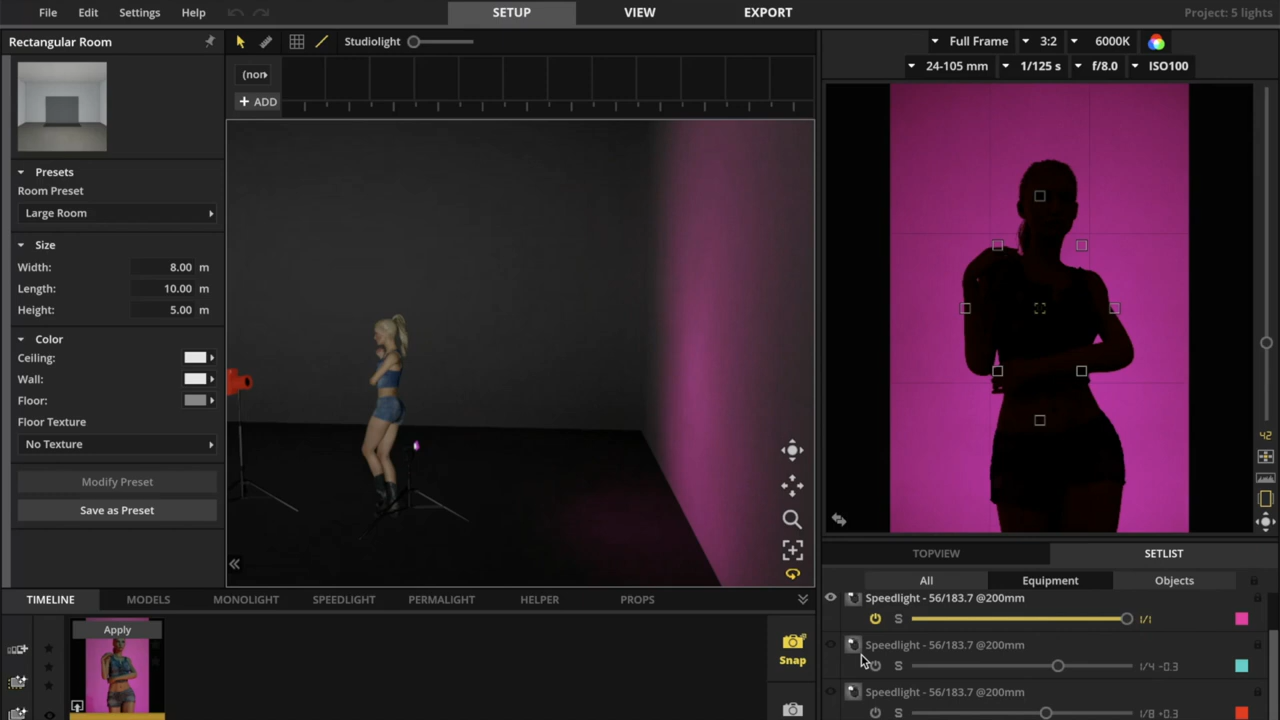 File Edit Settings Help SETUP VIEW EXPORT Project: 5 lights
Rectangular Room
Studiolight
Full Frame 3:2 6000K
24-105 mm 1/125 s f/8.0 ISO100
(non
ADD
Presets
Room Preset
Large Room
Size
Width: 8.00 m
Length: 10.00 m
Height: 5.00 m
Color
Ceiling:
Wall:
Floor:
Floor Texture
No Texture
Modify Preset
Save as Preset
42
TOPVIEW SETLIST
All Equipment Objects
Speedlight - 56/183.7 @200mm
S 1/1
Speedlight - 56/183.7 @200mm
S 1/4 -0.3
Speedlight - 56/183.7 @200mm
S 1/8 +0.3
TIMELINE MODELS MONOLIGHT SPEEDLIGHT PERMALIGHT HELPER PROPS
Apply
Snap